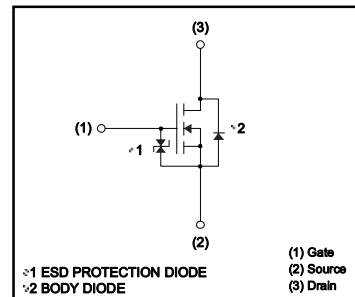 (3)
(1)
※1
※2
(2)
※1 ESD PROTECTION DIODE
※2 BODY DIODE
(1) Gate
(2) Source
(3) Drain